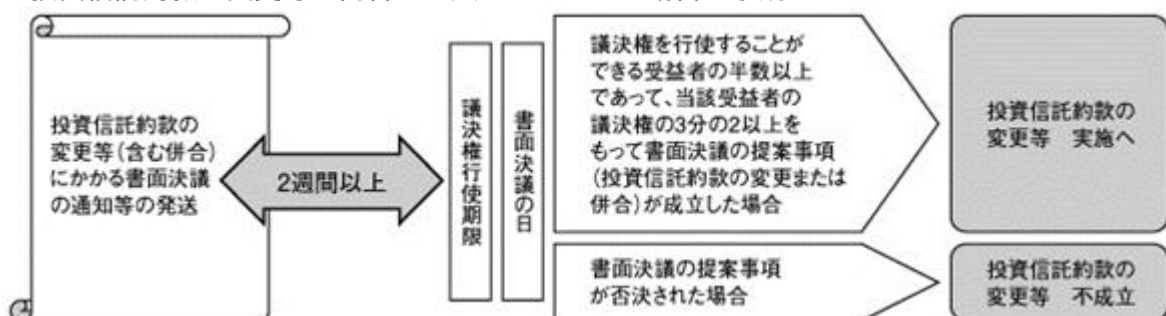 投資信託約款の
変更等(含む併合)
にかかる書面決議
の通知等の発送
2週間以上
議決権行使期限
書面決議の日
議決権を行使することが
できる受益者の半数以上
であって、当該受益者の
議決権の3分の2以上を
もって書面決議の提案事項
(投資信託約款の変更または
併合)が成立した場合
投資信託約款の
変更等 実施へ
書面決議の提案事項
が否決された場合
投資信託約款の
変更等 不成立